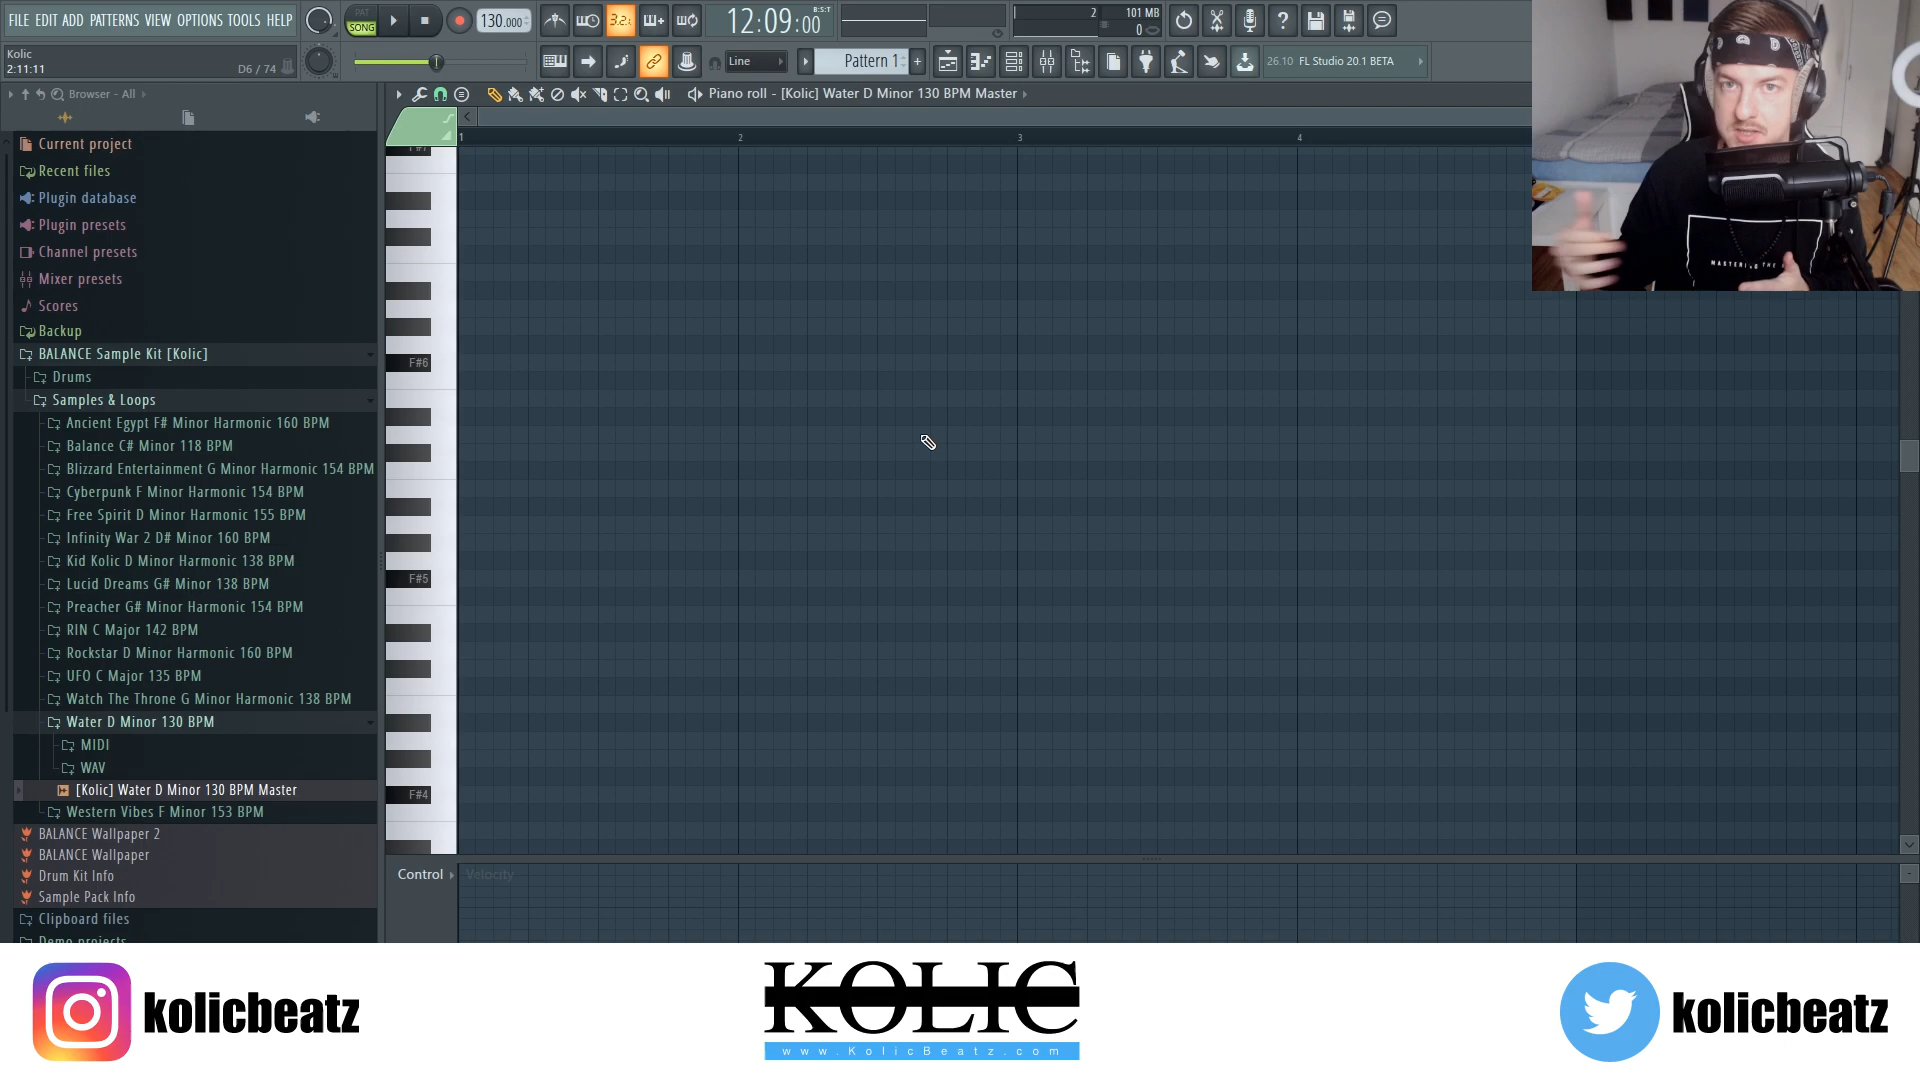 FILE EDIT ADD PATTERNS VIEW OPTIONS TOOLS HELP
PAT
SONG
130.000
3.2.
12:09:00
B:S:T
2
101 MB
0
Kolic
2:11:11
D6 / 74
Line
Pattern 1
26.10 FL Studio 20.1 BETA
Browser - All
Piano roll - [Kolic] Water D Minor 130 BPM Master
1
2
3
4
Current project
Recent files
Plugin database
Plugin presets
Channel presets
Mixer presets
Scores
Backup
BALANCE Sample Kit [Kolic]
Drums
Samples & Loops
Ancient Egypt F# Minor Harmonic 160 BPM
Balance C# Minor 118 BPM
Blizzard Entertainment G Minor Harmonic 154 BPM
Cyberpunk F Minor Harmonic 154 BPM
Free Spirit D Minor Harmonic 155 BPM
Infinity War 2 D# Minor 160 BPM
Kid Kolic D Minor Harmonic 138 BPM
Lucid Dreams G# Minor 138 BPM
Preacher G# Minor Harmonic 154 BPM
RIN C Major 142 BPM
Rockstar D Minor Harmonic 160 BPM
UFO C Major 135 BPM
Watch The Throne G Minor Harmonic 138 BPM
Water D Minor 130 BPM
MIDI
WAV
[Kolic] Water D Minor 130 BPM Master
Western Vibes F Minor 153 BPM
BALANCE Wallpaper 2
BALANCE Wallpaper
Drum Kit Info
Sample Pack Info
Clipboard files
Demo projects
F#7
F#6
F#5
F#4
Control
Velocity
kolicbeatz
KOLIC
www.KolicBeatz.com
kolicbeatz